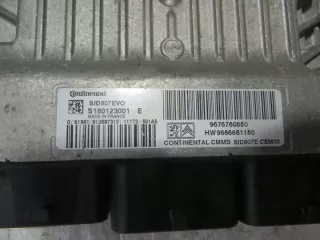 Continental
SID807EVO
S180123001 E
MADE IN FRANCE
9676760880
HW9666681180
CONTINENTAL CMMD SID807E CEM00